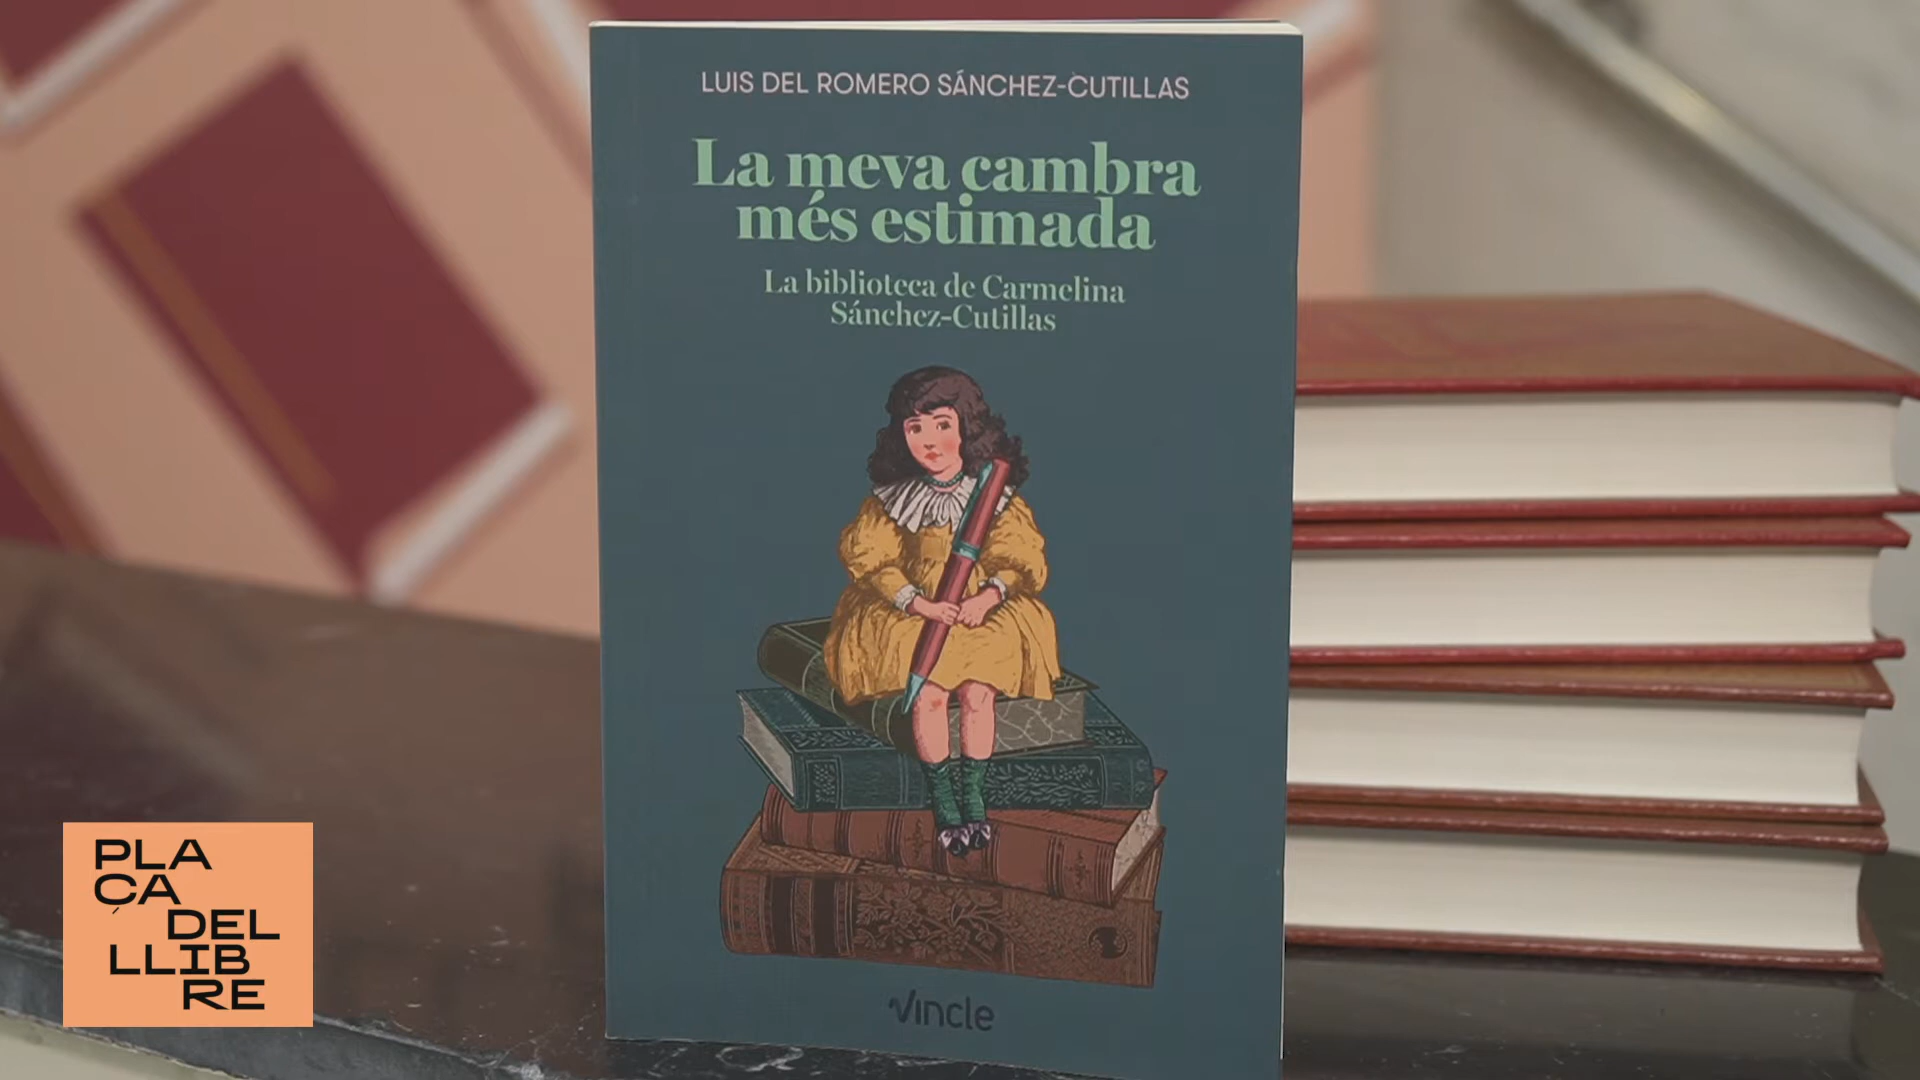 LUIS DEL ROMERO SÁNCHEZ-CUTILLAS
La meva cambra
més estimada
La biblioteca de Carmelina
Sánchez-Cutillas
Vincle
PLA
ÇA
DEL
LLIB
RE